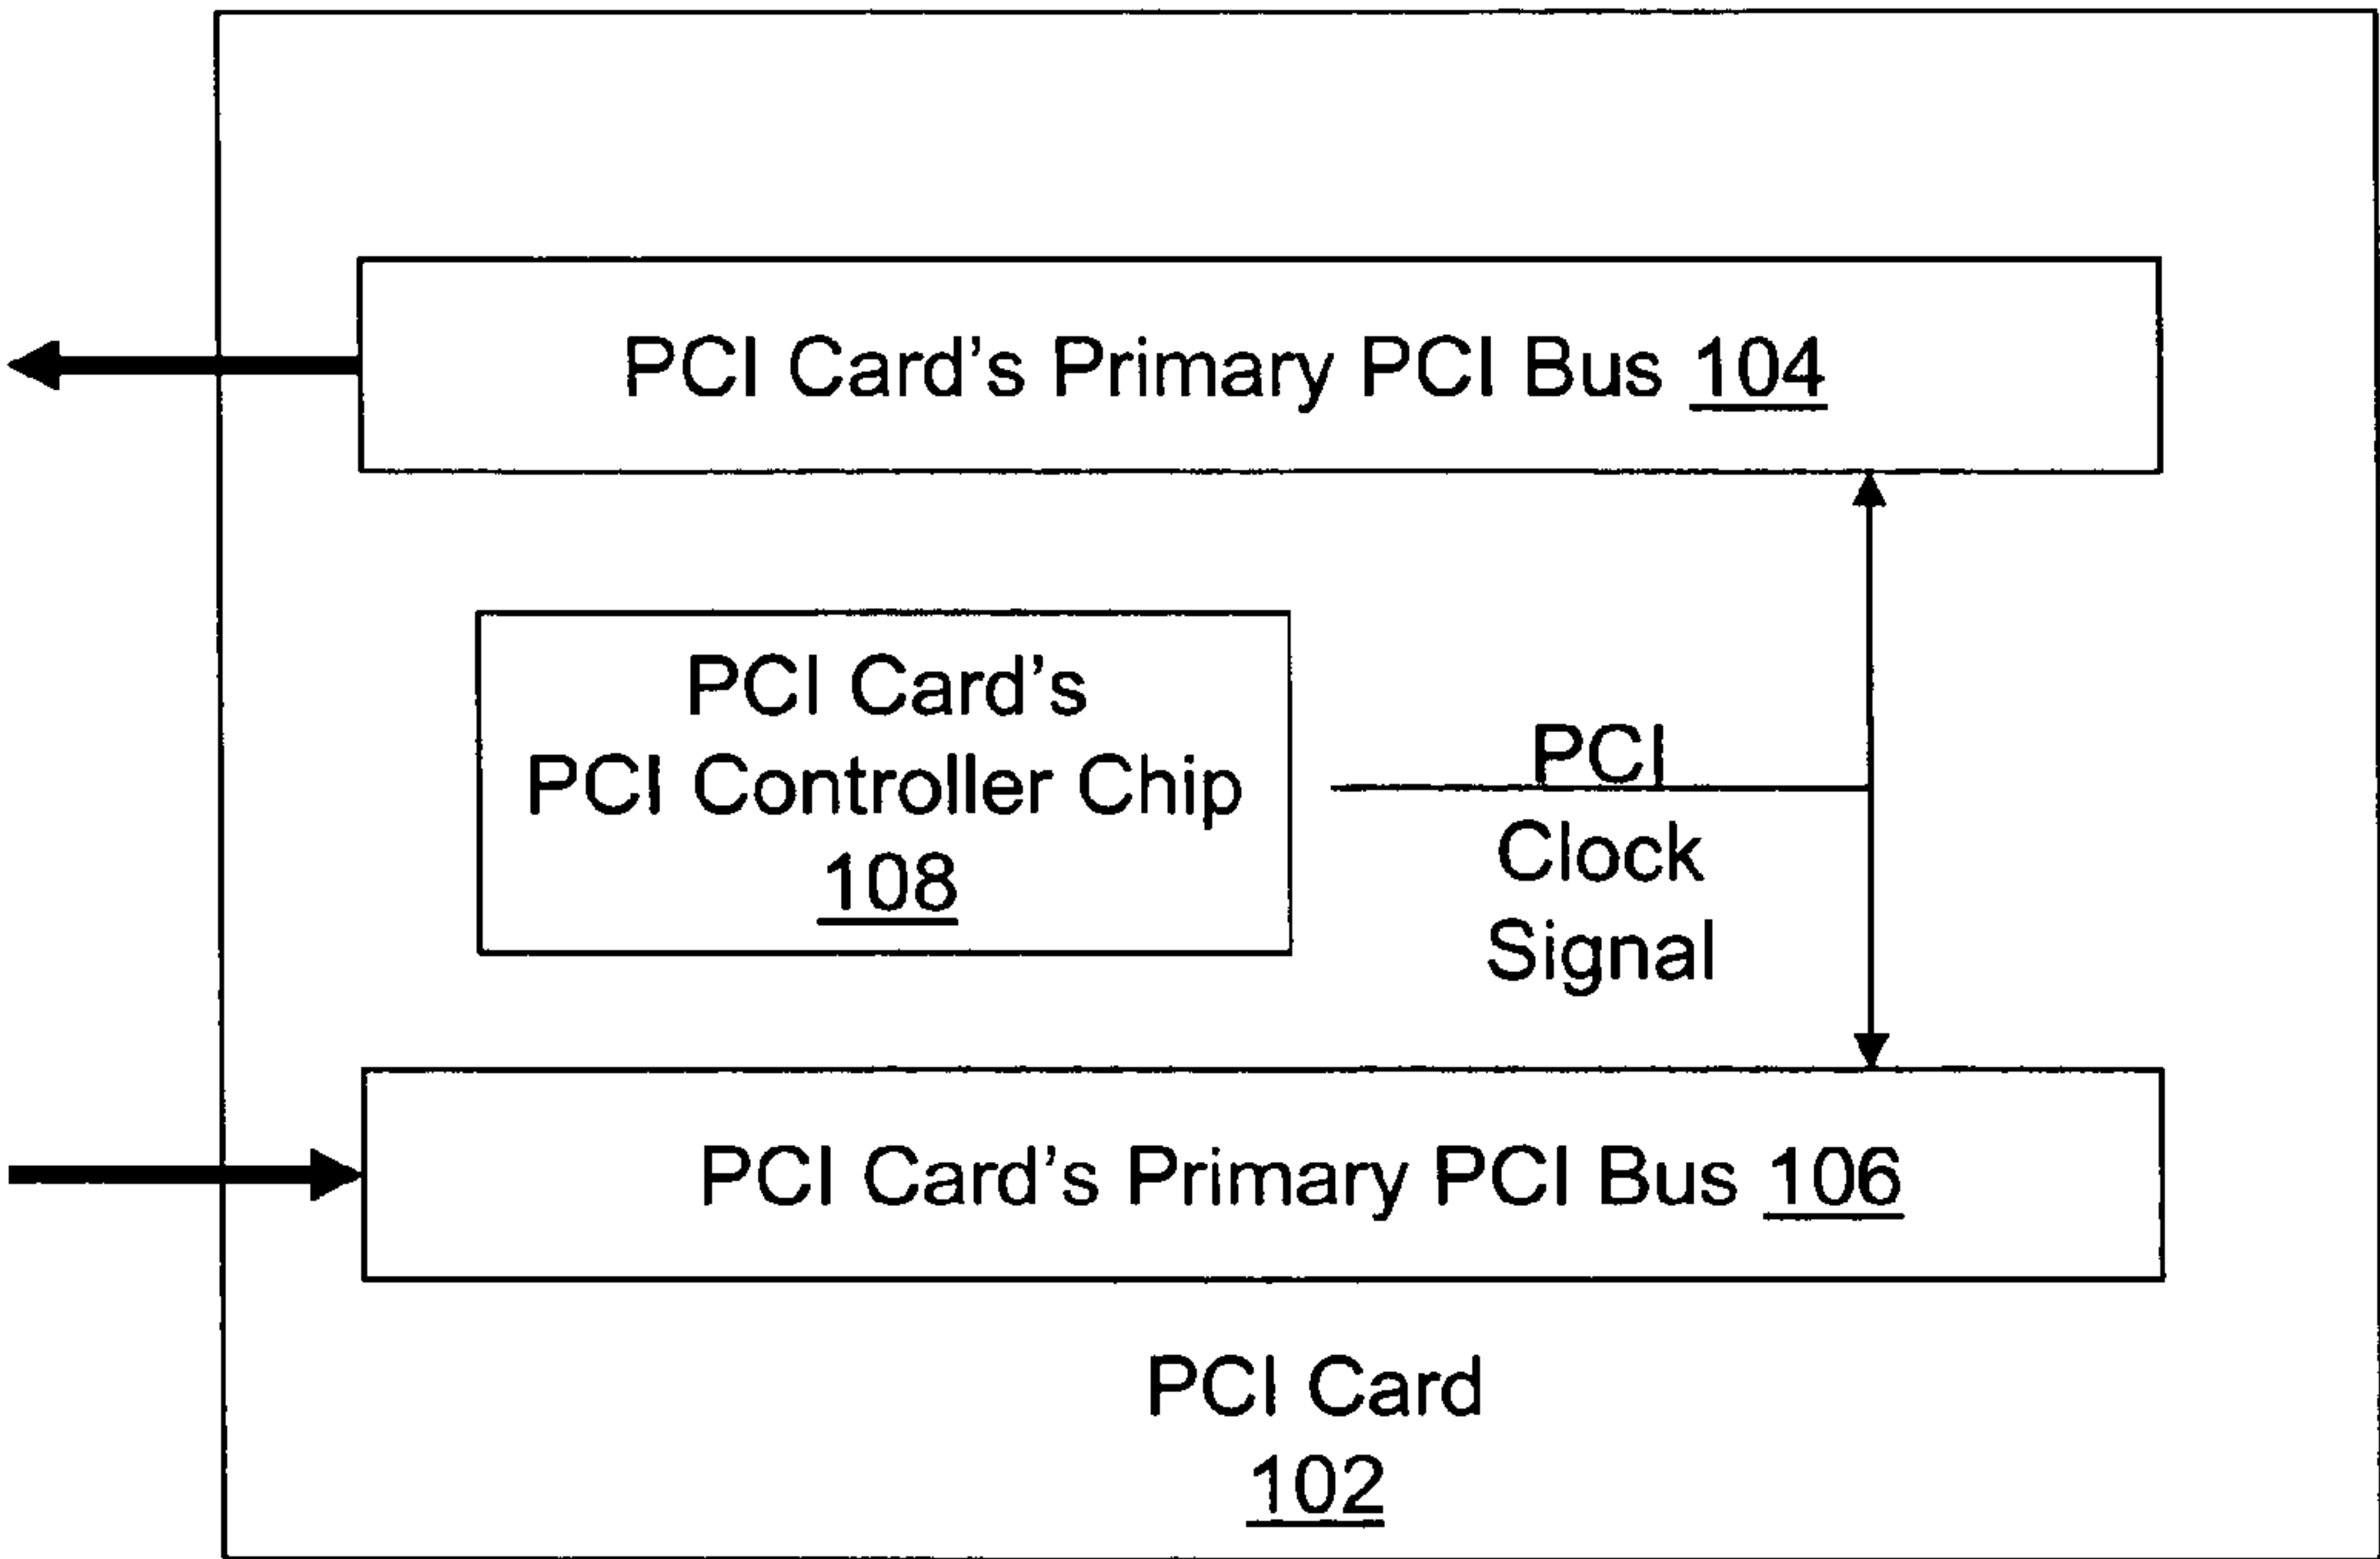 PCI Card's Primary PCI Bus 104
PCI Card's
PCI Controller Chip
108
PCI
Clock
Signal
PCI Card's Primary PCI Bus 106
PCI Card
102